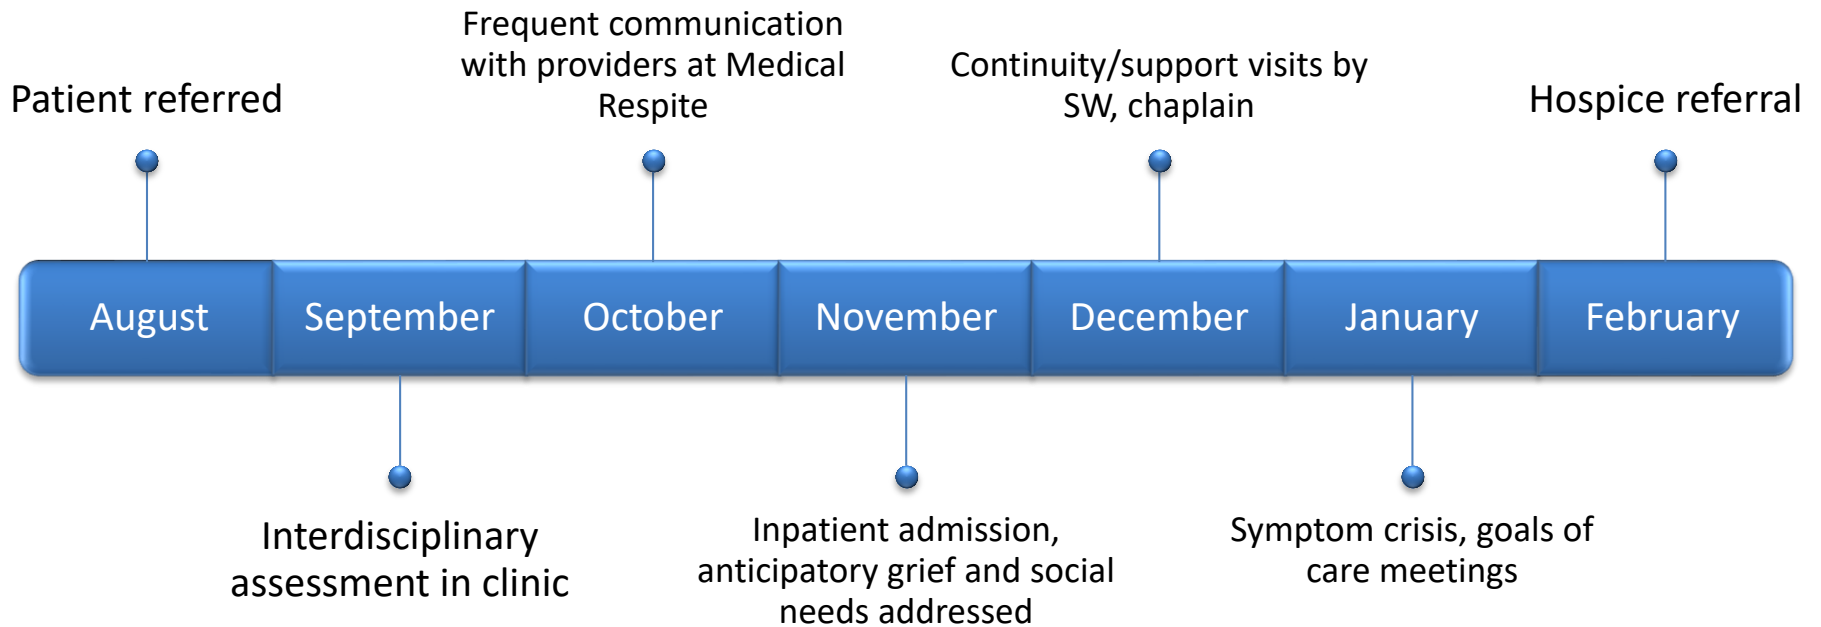 Patient referred
Frequent communication
with providers at Medical
Respite
Continuity/support visits by
SW, chaplain
Hospice referral
August
September
October
November
December
January
February
Interdisciplinary
assessment in clinic
Inpatient admission,
anticipatory grief and social
needs addressed
Symptom crisis, goals of
care meetings